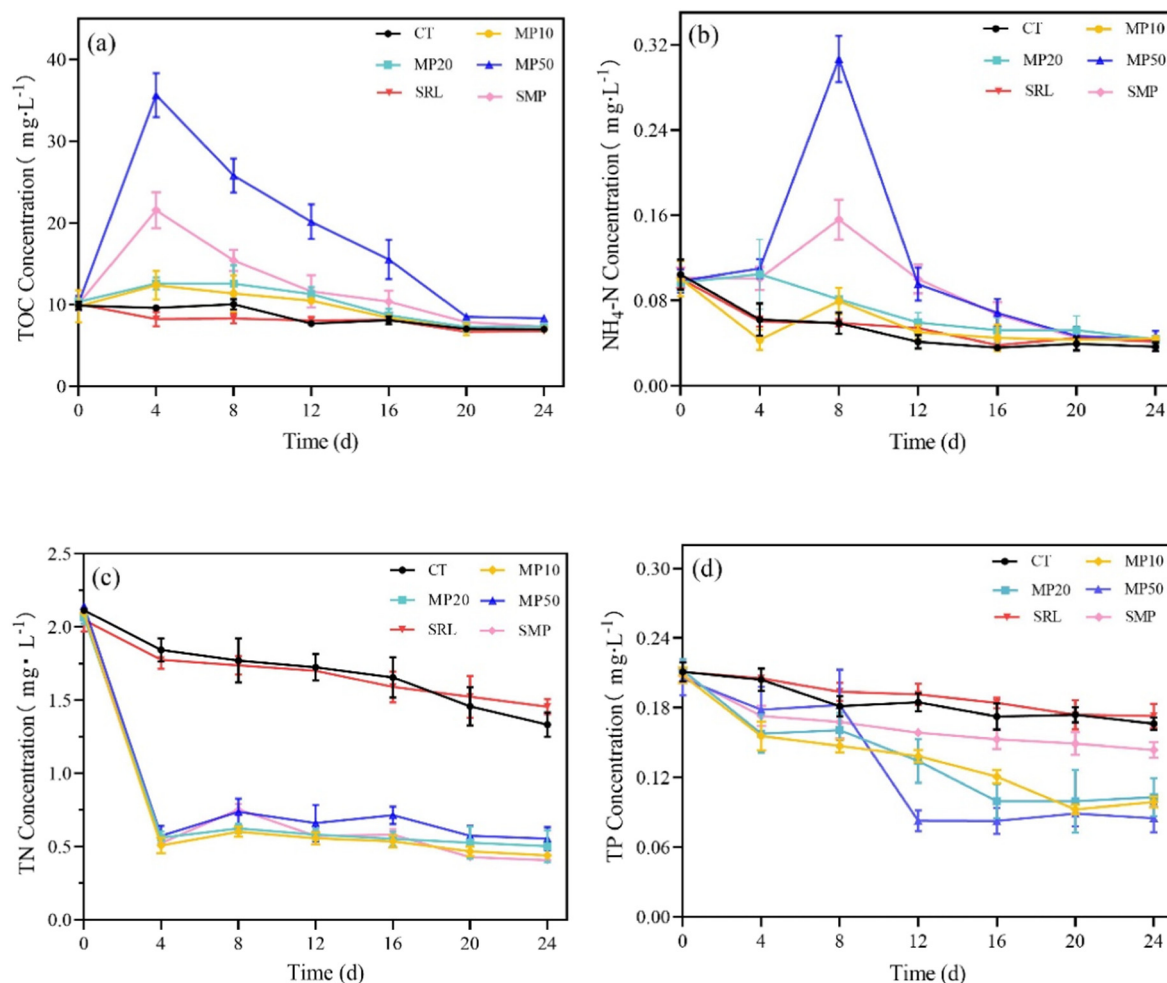 (a)
CT MP10
MP20 MP50
SRL SMP
TOC Concentration( mg·L⁻¹)
40
30
20
10
0
0 4 8 12 16 20 24
Time (d)
(b)
CT MP10
MP20 MP50
SRL SMP
NH₄-N Concentration( mg·L⁻¹)
0.32
0.24
0.16
0.08
0.00
0 4 8 12 16 20 24
Time (d)
(c)
CT MP10
MP20 MP50
SRL SMP
TN Concentration( mg· L⁻¹)
2.5
2.0
1.5
1.0
0.5
0.0
0 4 8 12 16 20 24
Time (d)
(d)
CT MP10
MP20 MP50
SRL SMP
TP Concentration( mg·L⁻¹)
0.30
0.24
0.18
0.12
0.06
0.00
0 4 8 12 16 20 24
Time (d)